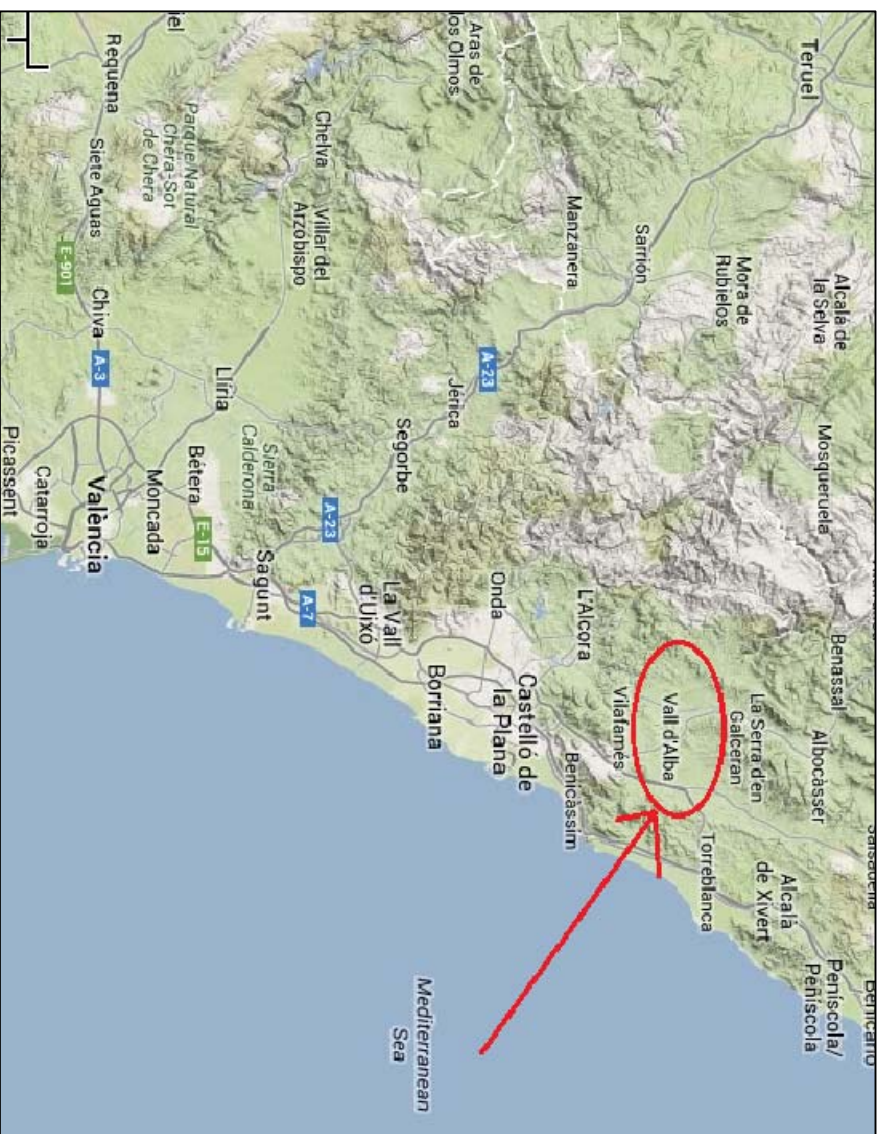 Alcalá de
la Selva
Benassal
Peníscola/
Peñíscola
Mosqueruela
Albocàsser
Teruel
Alcalà
de Xivert
La Serra d'en
Galceran
Mora de
Rubielos
Torreblanca
Vall d'Alba
Sarrión
Vilafamés
L'Alcora
Manzanera
Benicàssim
Castelló de
la Plana
Onda
A-23
Aras de
los Olmos
Jérica
Borriana
Mediterranean
Sea
Segorbe
La Vall
d'Uixó
A-23
Chelva
Villar del
Arzobispo
A-7
Sierra
Calderona
Sagunt
Llíria
E-15
Bétera
Parque Natural
Chera-Sot
de Chera
Moncada
Requena
Siete Aguas
Chiva
A-3
València
E-901
Catarroja
Picassent